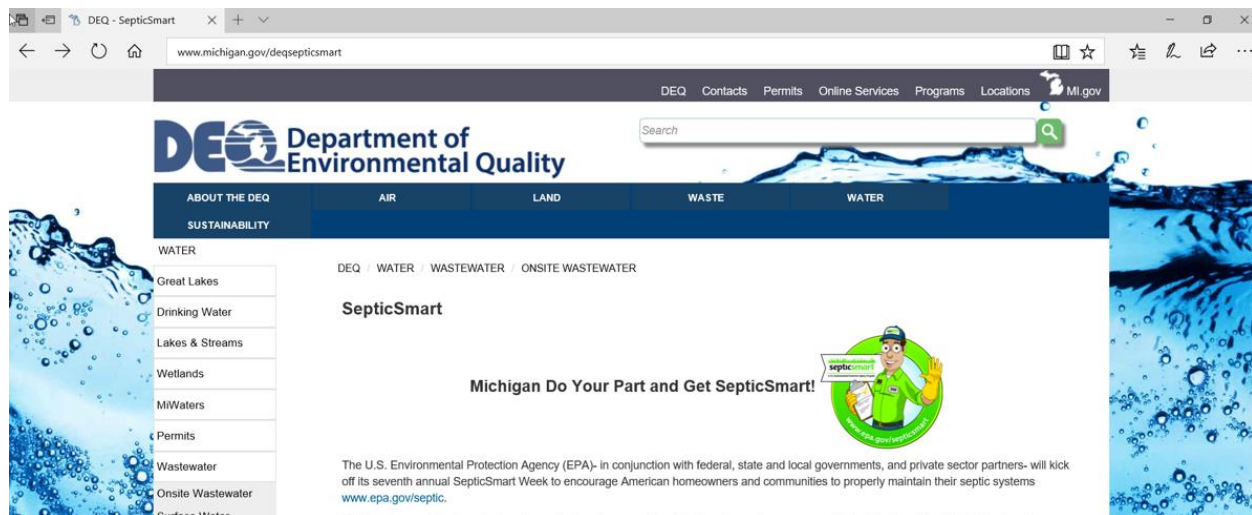 DEQ - SepticSmart
www.michigan.gov/deqsepticsmart
DEQ Contacts Permits Online Services Programs Locations MI.gov
DEQ Department of
Environmental Quality
Search
ABOUT THE DEQ AIR LAND WASTE WATER
SUSTAINABILITY
WATER
Great Lakes
Drinking Water
Lakes & Streams
Wetlands
MiWaters
Permits
Wastewater
Onsite Wastewater
Surface Water
DEQ / WATER / WASTEWATER / ONSITE WASTEWATER
SepticSmart
Michigan Do Your Part and Get SepticSmart!
septicsmart
www.epa.gov/septicsmart
The U.S. Environmental Protection Agency (EPA)- in conjunction with federal, state and local governments, and private sector partners- will kick
off its seventh annual SepticSmart Week to encourage American homeowners and communities to properly maintain their septic systems
www.epa.gov/septic.